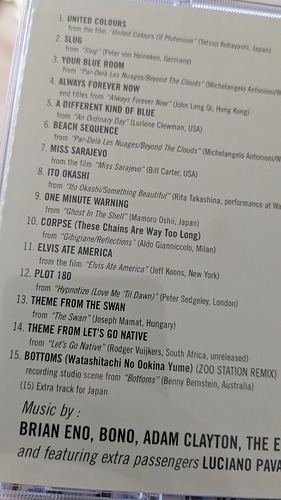 1. UNITED COLOURS
from the film "United Colours Of Plutonium" (Tetsuji Kobayashi, Japan)
2. SLUG
from "Slug" (Peter von Heineken, Germany)
3. YOUR BLUE ROOM
from "Par-Delà Les Nuages/Beyond The Clouds" (Michelangelo Antonioni/W
4. ALWAYS FOREVER NOW
end titles from "Always Forever Now" (John Leng Qi, Hong Kong)
5. A DIFFERENT KIND OF BLUE
from "An Ordinary Day" (Lurlene Clewman, USA)
6. BEACH SEQUENCE
from "Par-Delà Les Nuages/Beyond The Clouds" (Michelangelo Antonioni/W
7. MISS SARAJEVO
from the film "Miss Sarajevo" (Bill Carter, USA)
8. ITO OKASHI
from "Ito Okashi/Something Beautiful" (Rita Takashina, performance at Wa
9. ONE MINUTE WARNING
from "Ghost In The Shell" (Mamoru Oshii, Japan)
10. CORPSE (These Chains Are Way Too Long)
from "Gibigiane/Reflections" (Aldo Gianniccolo, Milan)
11. ELVIS ATE AMERICA
from the film "Elvis Ate America" (Jeff Koons, New York)
12. PLOT 180
from "Hypnotize (Love Me 'Til Dawn)" (Peter Sedgeley, London)
13. THEME FROM THE SWAN
from "The Swan" (Joseph Mamat, Hungary)
14. THEME FROM LET'S GO NATIVE
from "Let's Go Native" (Rodger Vuijkers, South Africa, unreleased)
15. BOTTOMS (Watashitachi No Ookina Yume) (ZOO STATION REMIX)
recording studio scene from "Bottoms" (Benny Bernstein, Australia)
(15) Extra track for Japan
Music by :
BRIAN ENO, BONO, ADAM CLAYTON, THE E
and featuring extra passengers LUCIANO PAVA